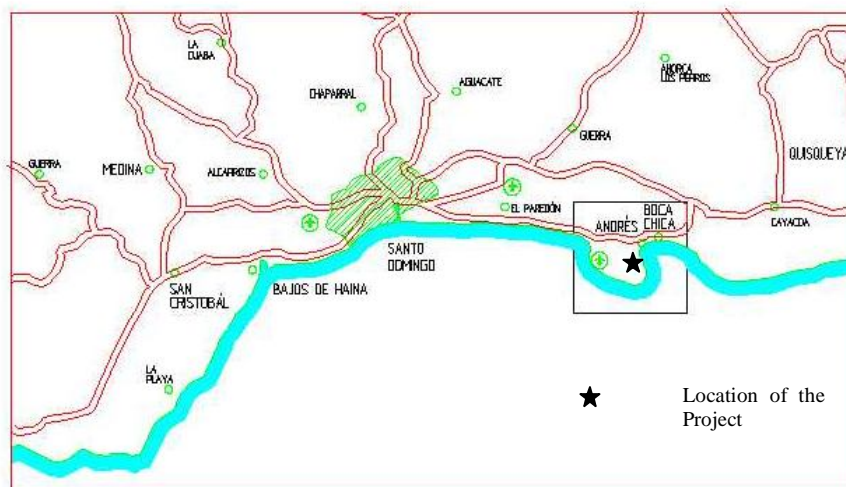 LA
CUABA
CHAPARRAL
AGUACATE
AHORCA
LOS PERROS
GUERRA
GUERRA
MEDINA
ALCARRIZOS
QUISQUEYA
EL PAREDÓN
ANDRÉS
BOCA
CHICA
CAYACOA
SANTO
DOMINGO
SAN
CRISTOBÁL
BAJOS DE HAINA
LA
PLAYA
Location of the
Project